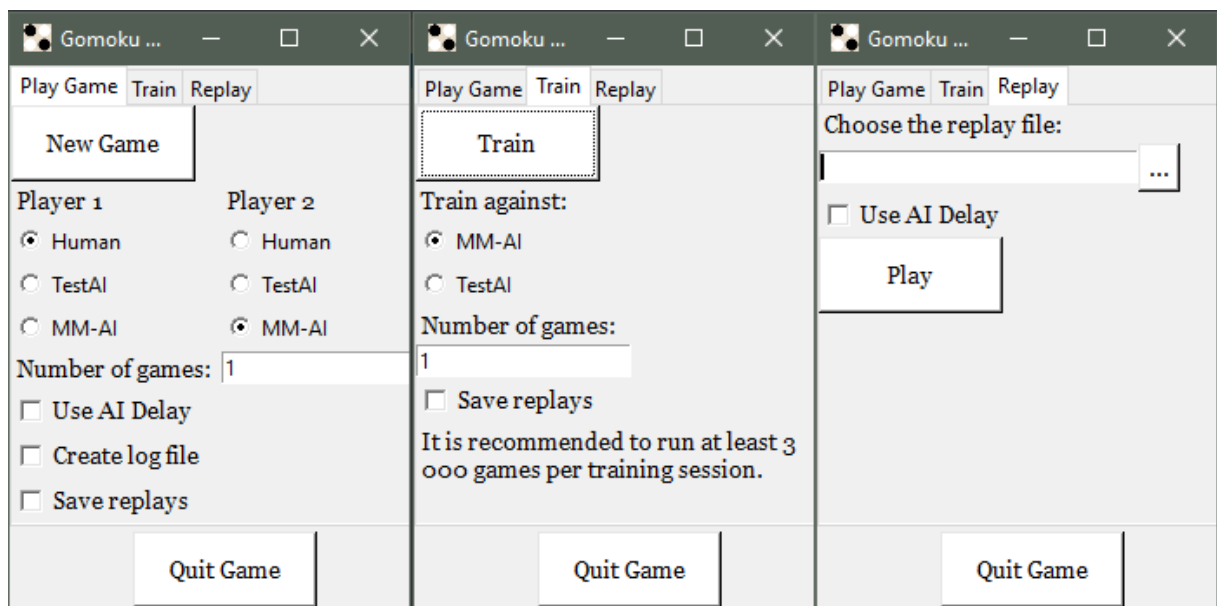 Gomoku ...
Play Game Train Replay
New Game
Player 1 Player 2
Human Human
TestAI TestAI
MM-AI MM-AI
Number of games: 1
Use AI Delay
Create log file
Save replays
Quit Game
Gomoku ...
Play Game Train Replay
Train
Train against:
MM-AI
TestAI
Number of games:
1
Save replays
It is recommended to run at least 3
000 games per training session.
Quit Game
Gomoku ...
Play Game Train Replay
Choose the replay file:
...
Use AI Delay
Play
Quit Game